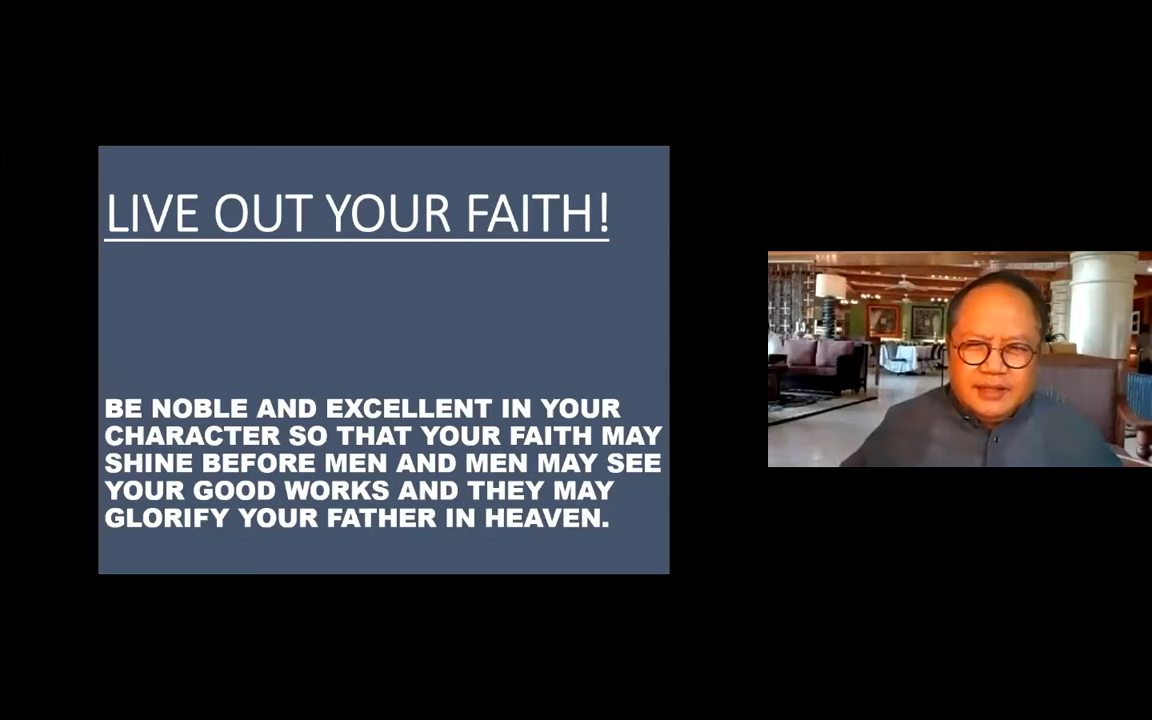 LIVE OUT YOUR FAITH!
BE NOBLE AND EXCELLENT IN YOUR
CHARACTER SO THAT YOUR FAITH MAY
SHINE BEFORE MEN AND MEN MAY SEE
YOUR GOOD WORKS AND THEY MAY
GLORIFY YOUR FATHER IN HEAVEN.